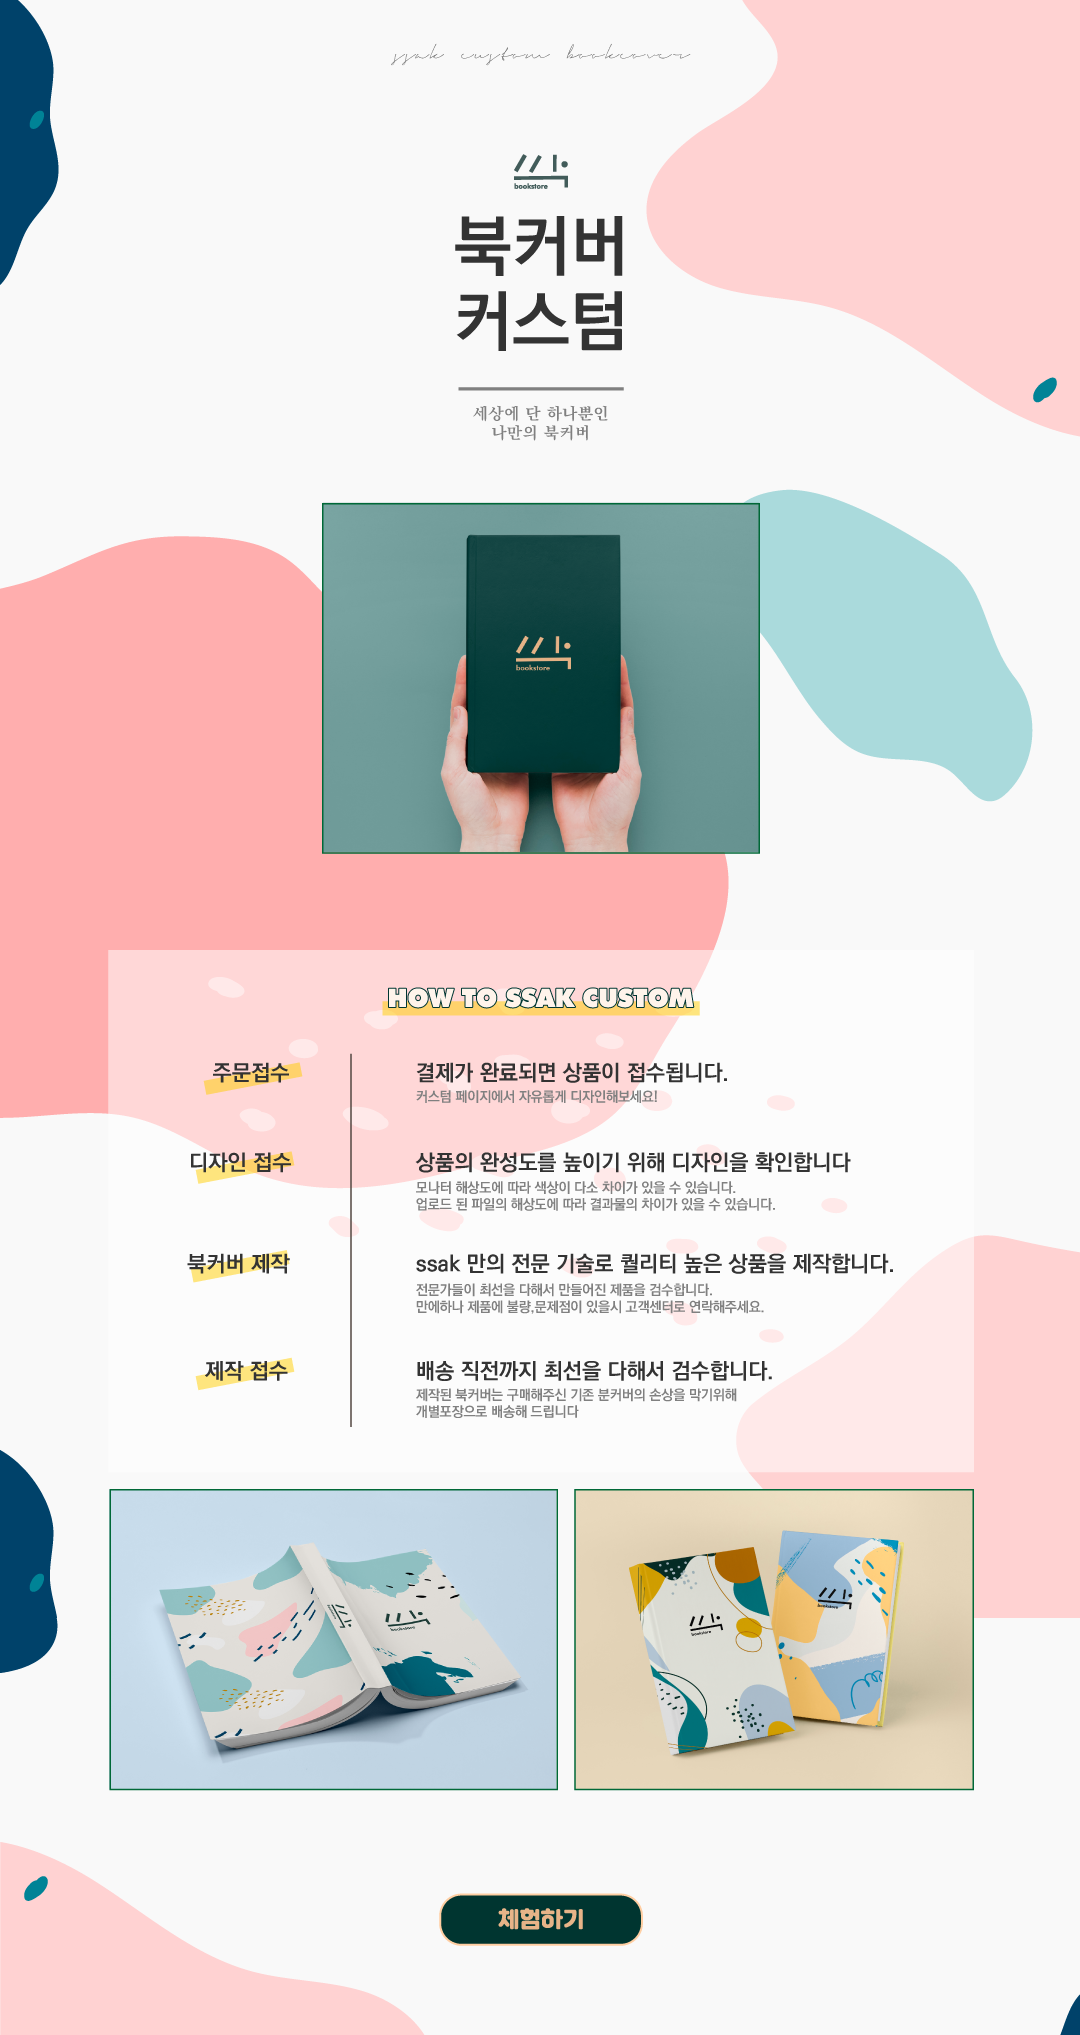 ssak custom bookcover
싹
bookstore
북커버
커스텀
세상에 단 하나뿐인
나만의 북커버
싹
bookstore
HOW TO SSAK CUSTOM
주문접수
결제가 완료되면 상품이 접수됩니다.
커스텀 페이지에서 자유롭게 디자인해보세요!
디자인 접수
상품의 완성도를 높이기 위해 디자인을 확인합니다
모나터 해상도에 따라 색상이 다소 차이가 있을 수 있습니다.
업로드 된 파일의 해상도에 따라 결과물의 차이가 있을 수 있습니다.
북커버 제작
ssak 만의 전문 기술로 퀄리티 높은 상품을 제작합니다.
전문가들이 최선을 다해서 만들어진 제품을 검수합니다.
만에하나 제품에 불량,문제점이 있을시 고객센터로 연락해주세요.
제작 접수
배송 직전까지 최선을 다해서 검수합니다.
제작된 북커버는 구매해주신 기존 분커버의 손상을 막기위해
개별포장으로 배송해 드립니다
싹
싹
bookstore
싹
bookstore
싹
bookstore
체험하기